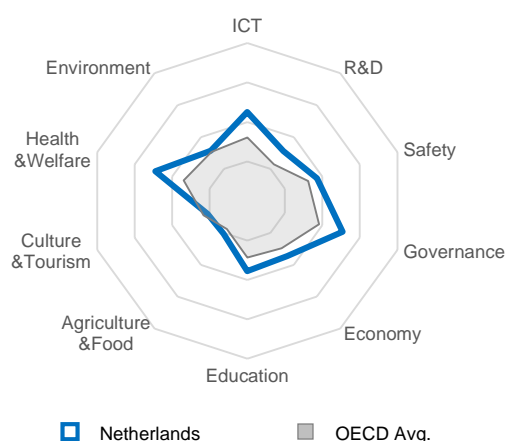 ICT
R&D
Safety
Governance
Economy
Education
Agriculture
&Food
Culture
&Tourism
Health
&Welfare
Environment
Netherlands
OECD Avg.